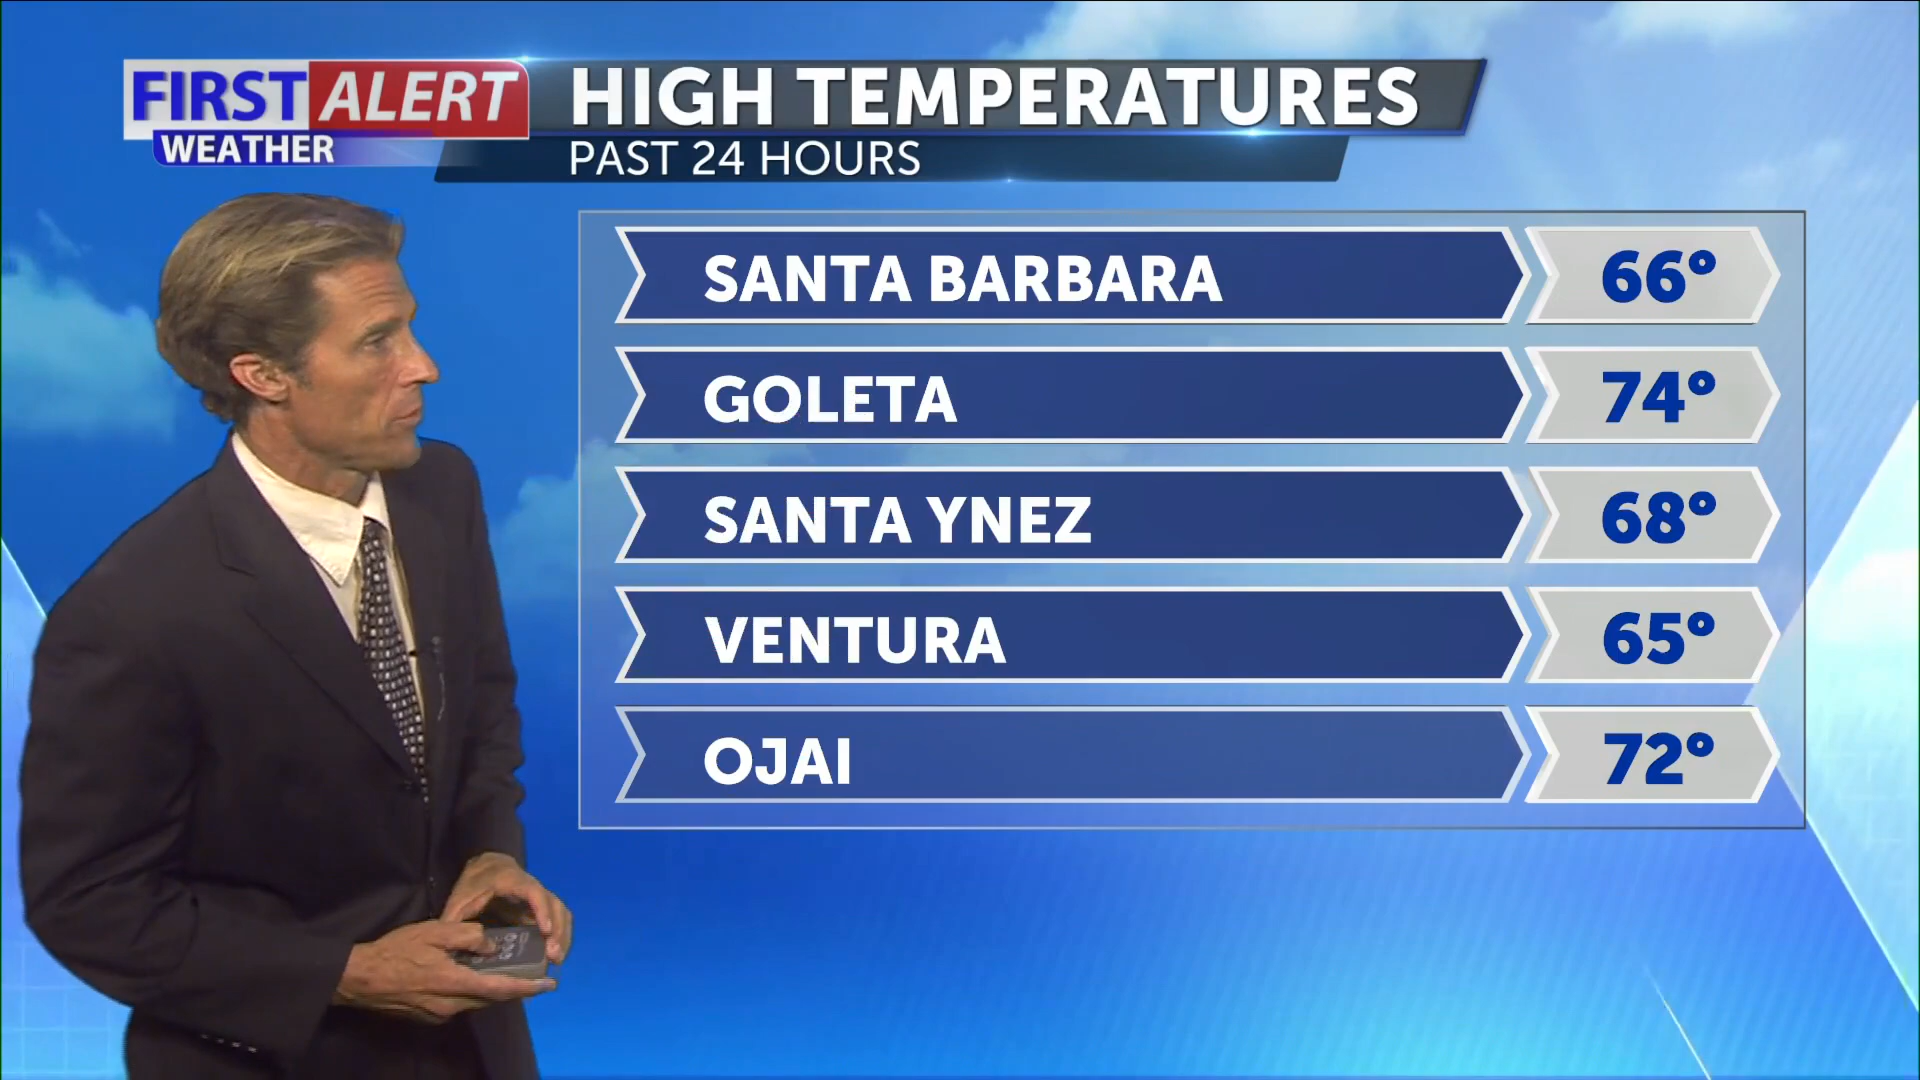 FIRST ALERT
WEATHER
HIGH TEMPERATURES
PAST 24 HOURS
SANTA BARBARA 66°
GOLETA 74°
SANTA YNEZ 68°
VENTURA 65°
OJAI 72°